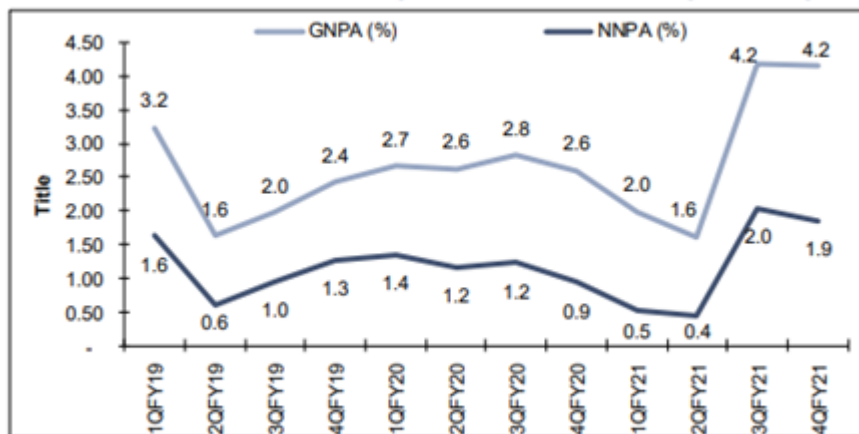 GNPA (%) NNPA (%)
4.50
4.00
3.50
3.00
2.50
2.00
1.50
1.00
0.50
-
Title
3.2 1.6 2.0 2.4 2.7 2.6 2.8 2.6 2.0 1.6 4.2 4.2
1.6 0.6 1.0 1.3 1.4 1.2 1.2 0.9 0.5 0.4 2.0 1.9
1QFY19 2QFY19 3QFY19 4QFY19 1QFY20 2QFY20 3QFY20 4QFY20 1QFY21 2QFY21 3QFY21 4QFY21